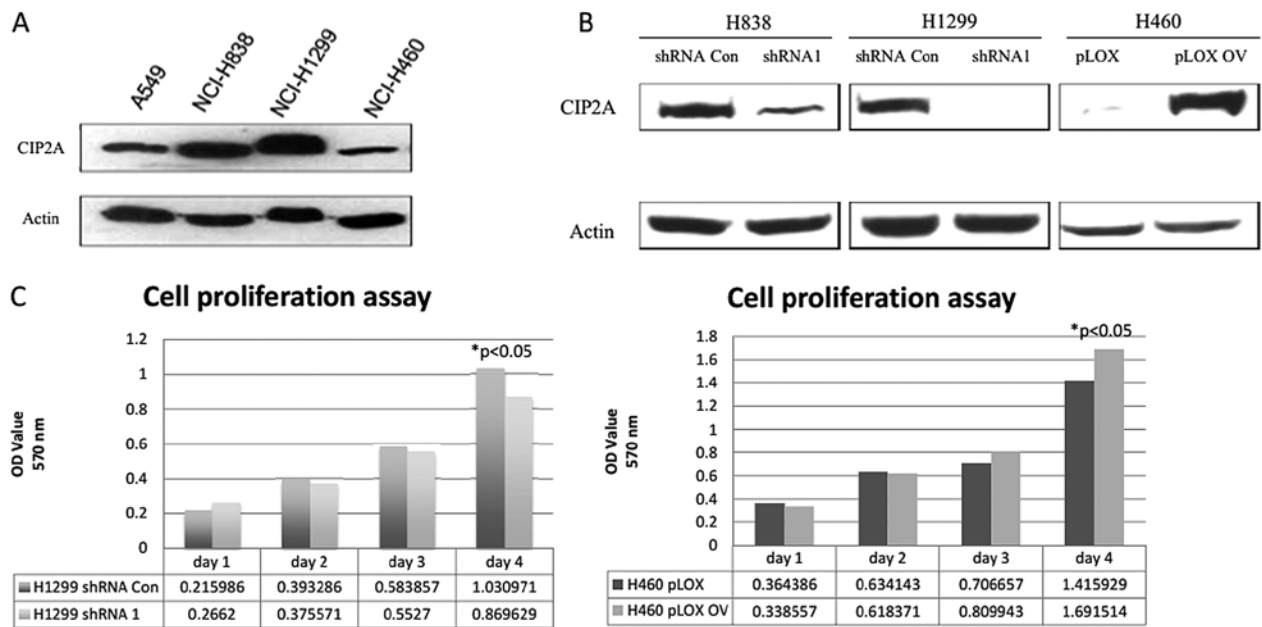 A
A549
NCI-H838
NCI-H1299
NCI-H460
CIP2A
Actin
B
H838
H1299
H460
shRNA Con
shRNA1
shRNA Con
shRNA1
pLOX
pLOX OV
CIP2A
Actin
C
Cell proliferation assay
OD Value
570 nm
1.2
1
0.8
0.6
0.4
0.2
0
*p<0.05
day 1 day 2 day 3 day 4
H1299 shRNA Con 0.215986 0.393286 0.583857 1.030971
H1299 shRNA 1 0.2662 0.375571 0.5527 0.869629
Cell proliferation assay
OD Value
570 nm
1.8
1.6
1.4
1.2
1
0.8
0.6
0.4
0.2
0
*p<0.05
day 1 day 2 day 3 day 4
H460 pLOX 0.364386 0.634143 0.706657 1.415929
H460 pLOX OV 0.338557 0.618371 0.809943 1.691514